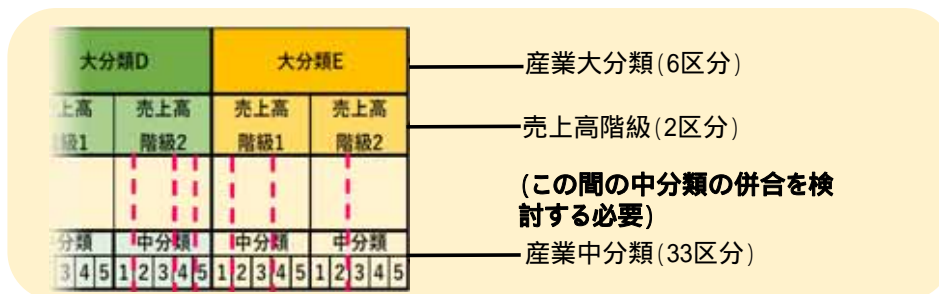 大分類D 大分類E
産業大分類(6区分)
上高 売上高 売上高 売上高
級1 階級2 階級1 階級2
売上高階級(2区分)
(この間の中分類の併合を検
討する必要)
分類 中分類 中分類 中分類
3 4 5 1 2 3 4 5 1 2 3 4 5 1 2 3 4 5
産業中分類(33区分)